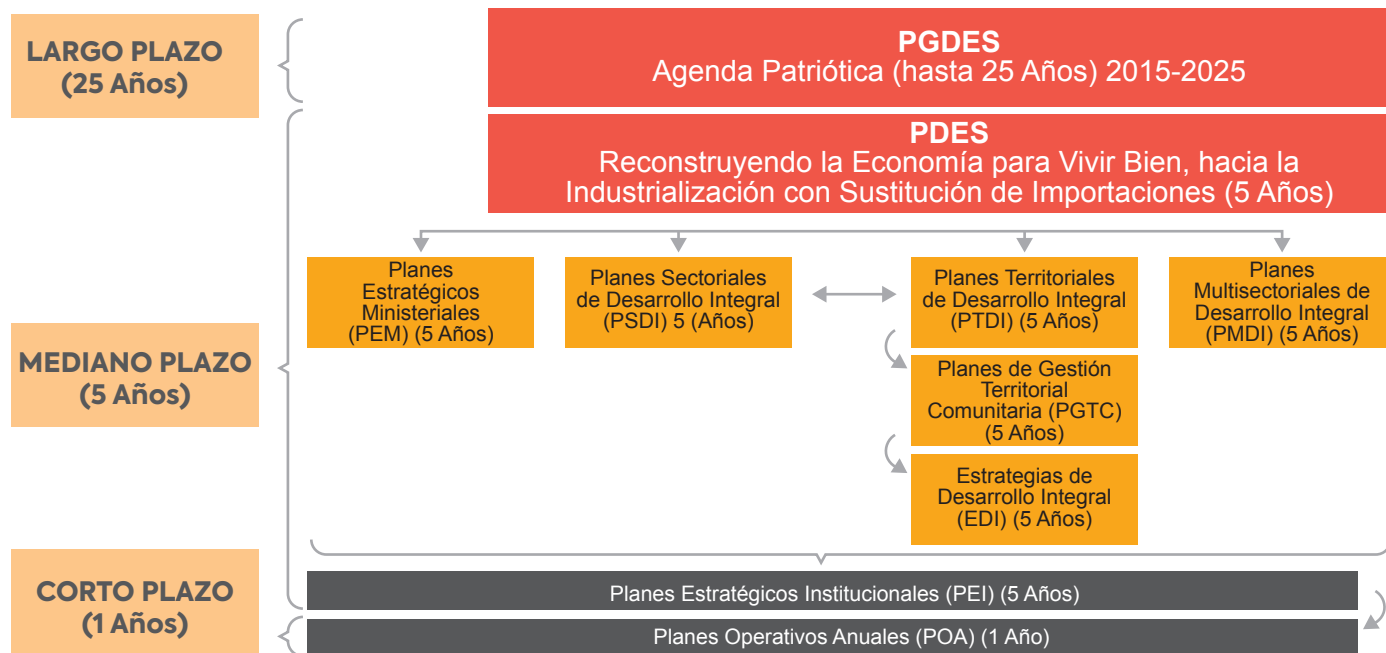 LARGO PLAZO
(25 Años)
PGDES
Agenda Patriótica (hasta 25 Años) 2015-2025
PDES
Reconstruyendo la Economía para Vivir Bien, hacia la
Industrialización con Sustitución de Importaciones (5 Años)
MEDIANO PLAZO
(5 Años)
Planes
Estratégicos
Ministeriales
(PEM) (5 Años)
Planes Sectoriales
de Desarrollo Integral
(PSDI) 5 (Años)
Planes Territoriales
de Desarrollo Integral
(PTDI) (5 Años)
Planes
Multisectoriales de
Desarrollo Integral
(PMDI) (5 Años)
Planes de Gestión
Territorial
Comunitaria (PGTC)
(5 Años)
Estrategias de
Desarrollo Integral
(EDI) (5 Años)
CORTO PLAZO
(1 Años)
Planes Estratégicos Institucionales (PEI) (5 Años)
Planes Operativos Anuales (POA) (1 Año)